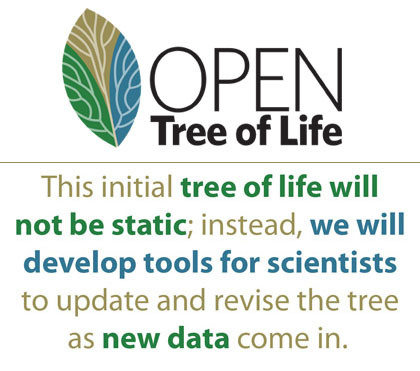 OPEN
Tree of Life
This initial tree of life will
not be static; instead, we will
develop tools for scientists
to update and revise the tree
as new data come in.